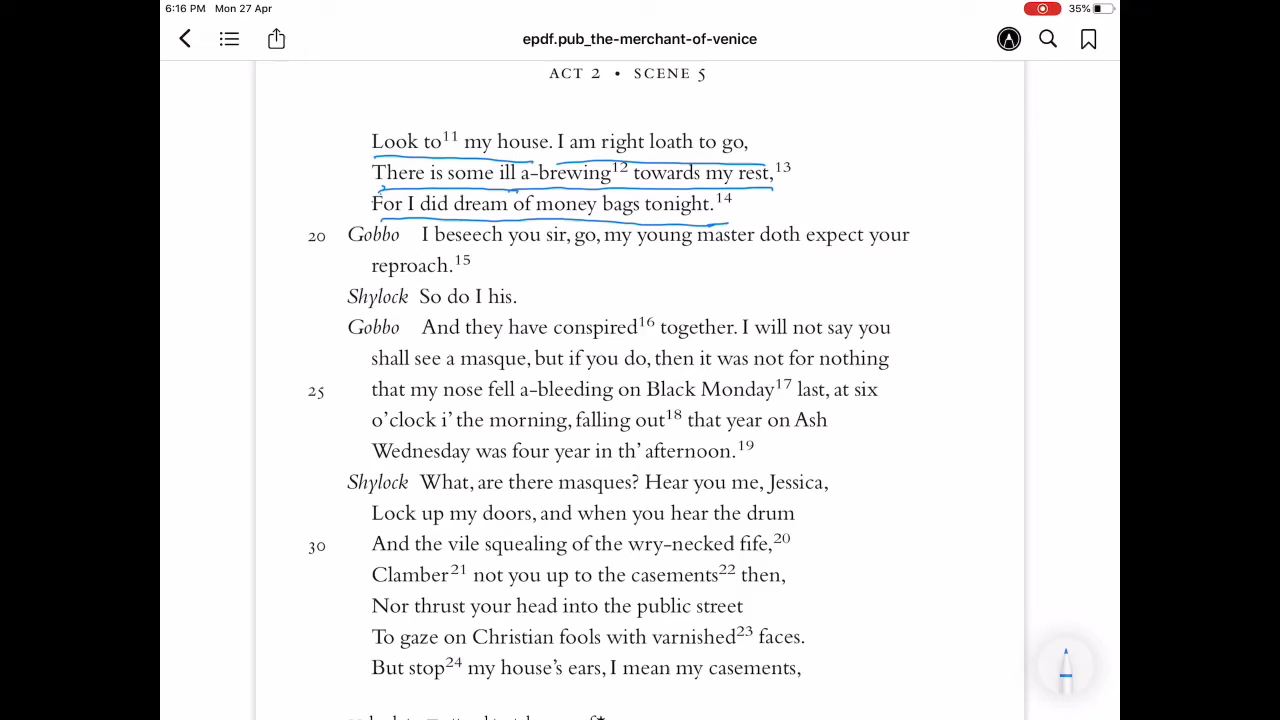 6:16 PM Mon 27 Apr 35%
epdf.pub_the-merchant-of-venice
ACT 2 • SCENE 5
Look to11 my house. I am right loath to go,
There is some ill a-brewing12 towards my rest,13
For I did dream of money bags tonight.14
20 Gobbo I beseech you sir, go, my young master doth expect your
reproach.15
Shylock So do I his.
Gobbo And they have conspired16 together. I will not say you
shall see a masque, but if you do, then it was not for nothing
25 that my nose fell a-bleeding on Black Monday17 last, at six
o'clock i' the morning, falling out18 that year on Ash
Wednesday was four year in th' afternoon.19
Shylock What, are there masques? Hear you me, Jessica,
Lock up my doors, and when you hear the drum
30 And the vile squealing of the wry-necked fife,20
Clamber21 not you up to the casements22 then,
Nor thrust your head into the public street
To gaze on Christian fools with varnished23 faces.
But stop24 my house's ears, I mean my casements,